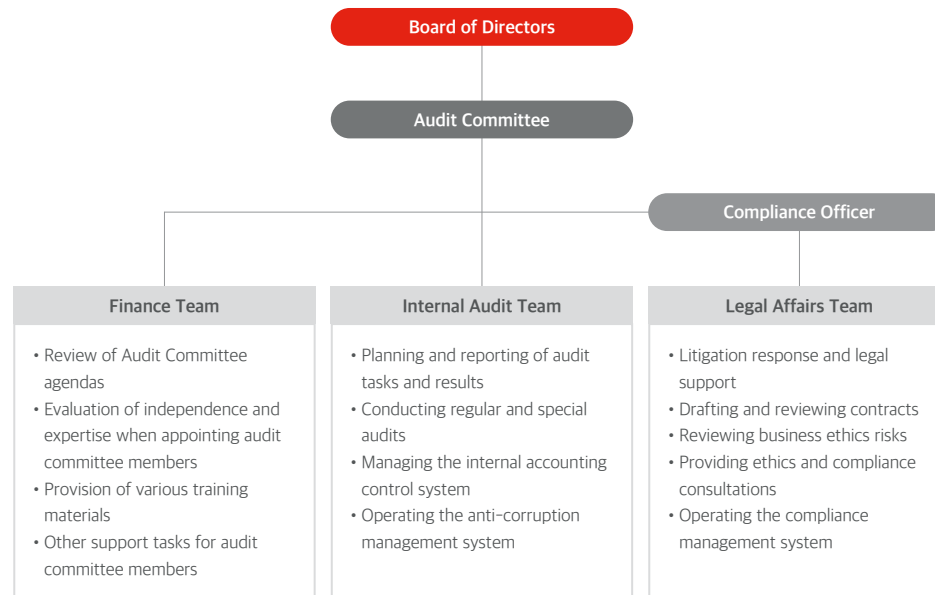 Board of Directors
Audit Committee
Compliance Officer
Finance Team
• Review of Audit Committee
agendas
• Evaluation of independence and
expertise when appointing audit
committee members
• Provision of various training
materials
• Other support tasks for audit
committee members
Internal Audit Team
• Planning and reporting of audit
tasks and results
• Conducting regular and special
audits
• Managing the internal accounting
control system
• Operating the anti-corruption
management system
Legal Affairs Team
• Litigation response and legal
support
• Drafting and reviewing contracts
• Reviewing business ethics risks
• Providing ethics and compliance
consultations
• Operating the compliance
management system